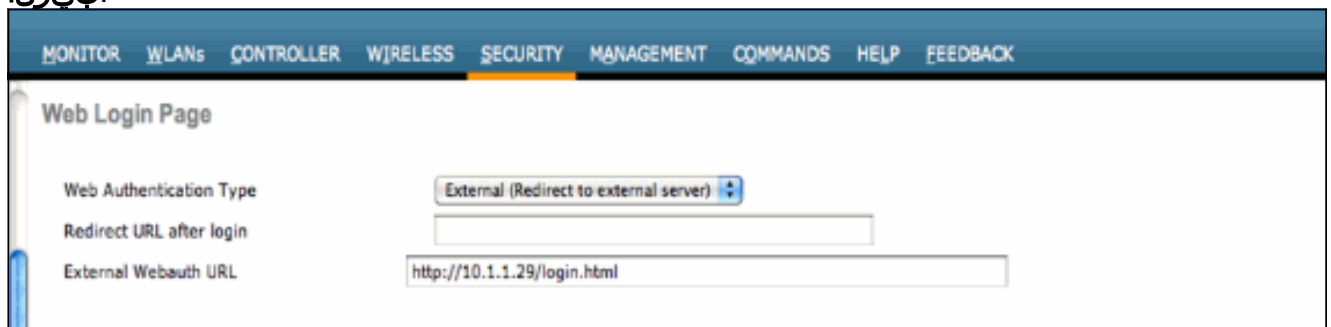 MONITOR WLANs CONTROLLER WIRELESS SECURITY MANAGEMENT COMMANDS HELP FEEDBACK
Web Login Page
Web Authentication Type External (Redirect to external server)
Redirect URL after login
External Webauth URL http://10.1.1.29/login.html